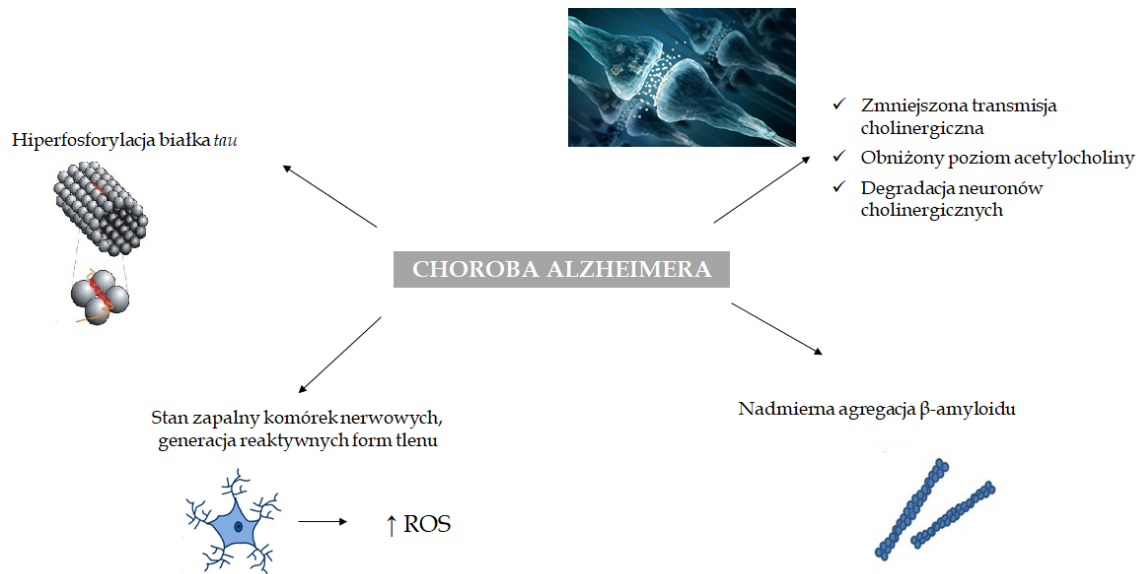 Hiperfosforylacja białka tau
✓ Zmniejszona transmisja
cholinergiczna
✓ Obniżony poziom acetylocholiny
✓ Degradacja neuronów
cholinergicznych
CHOROBA ALZHEIMERA
Stan zapalny komórek nerwowych,
generacja reaktywnych form tlenu
↑ ROS
Nadmierna agregacja β-amyloidu